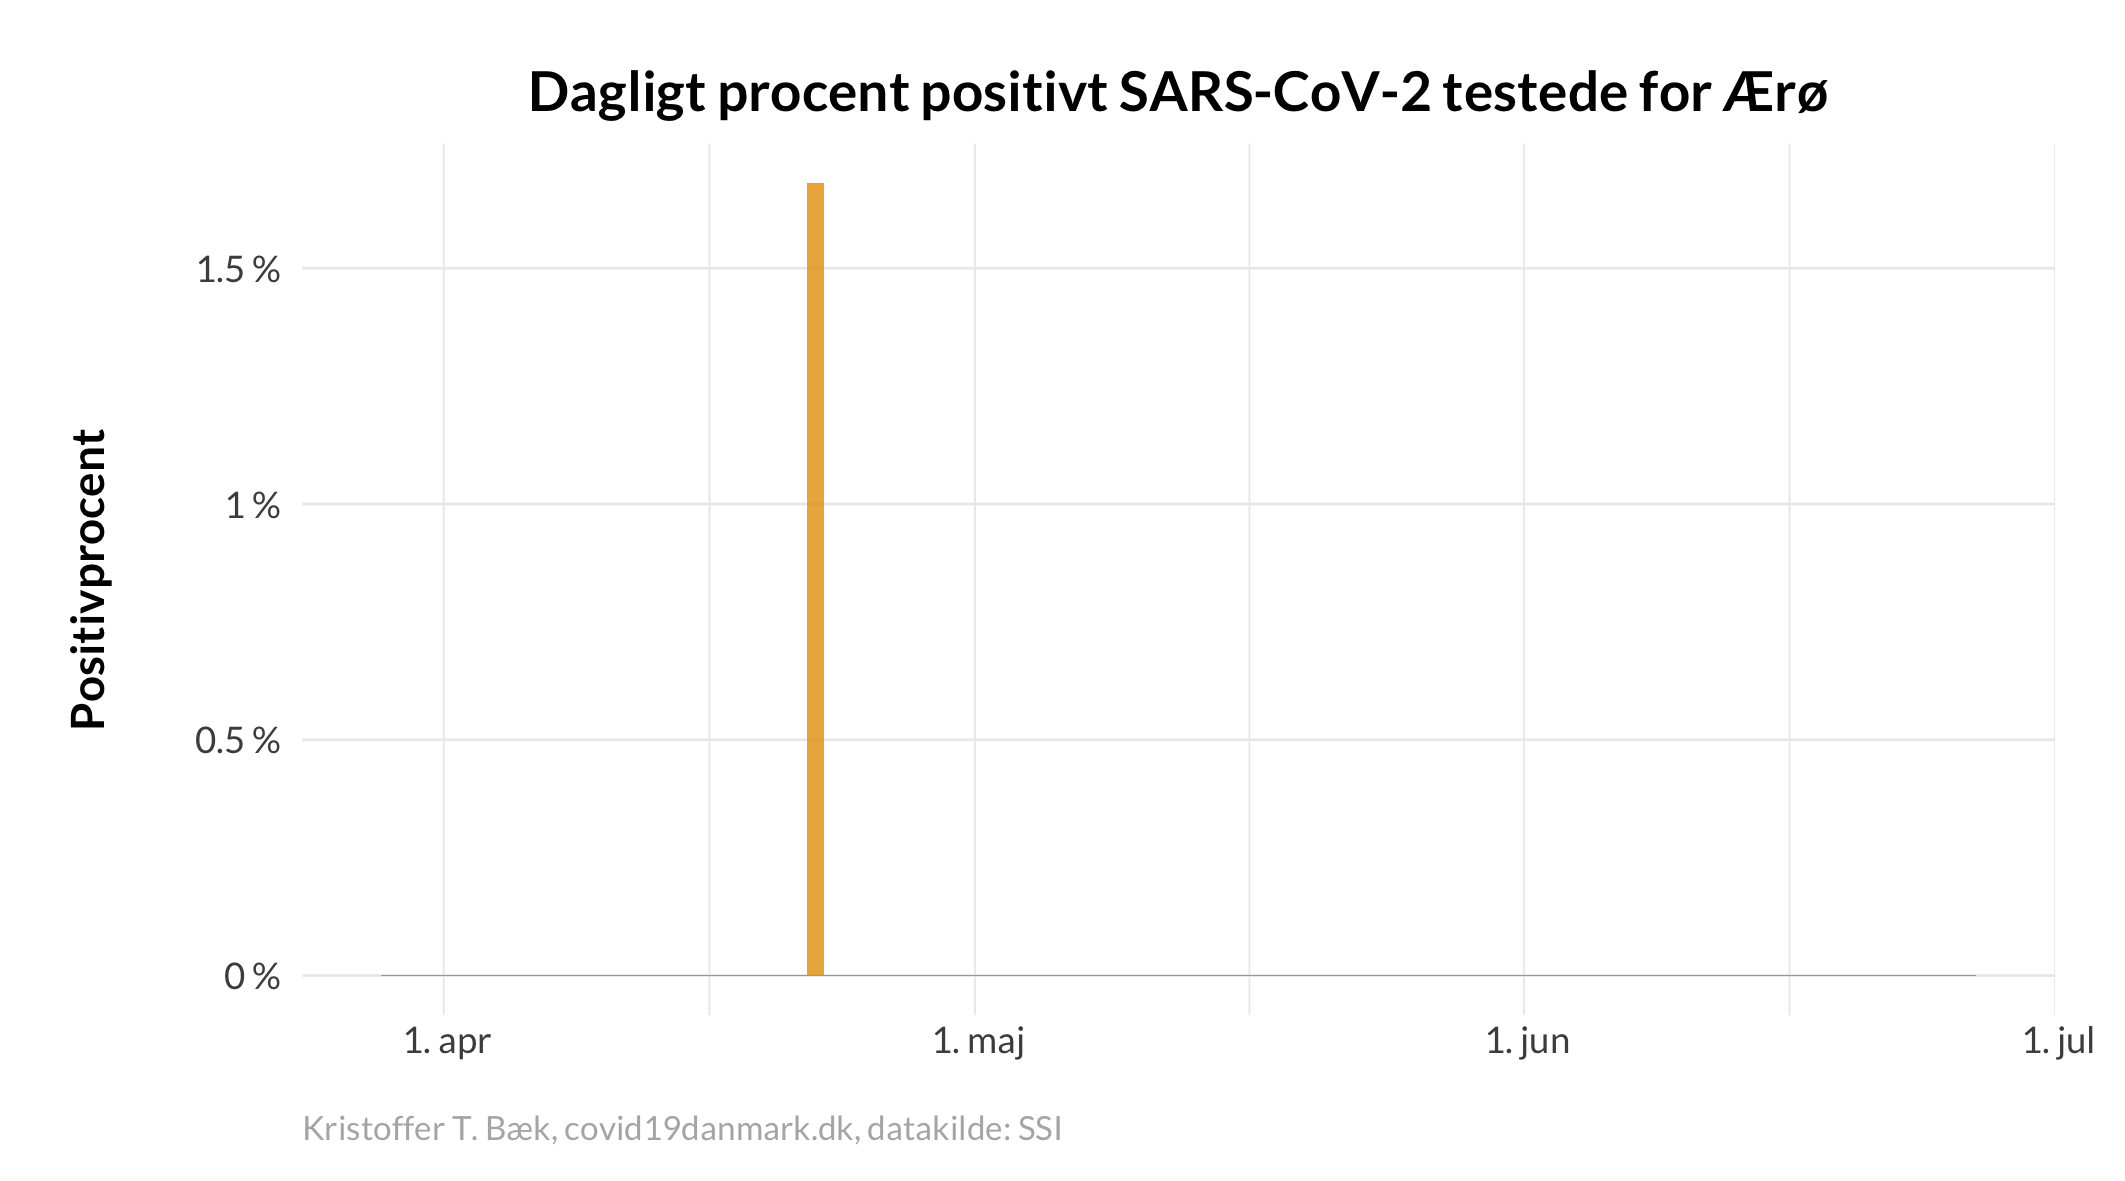 Dagligt procent positivt SARS-CoV-2 testede for Ærø
Positivprocent
1.5 %
1 %
0.5 %
0 %
1. apr
1. maj
1. jun
1. jul
Kristoffer T. Bæk, covid19danmark.dk, datakilde: SSI